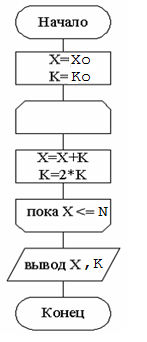 Начало
X=Xo
K=Ko
X=X+K
K=2*K
пока X <= N
вывод X , K
Конец